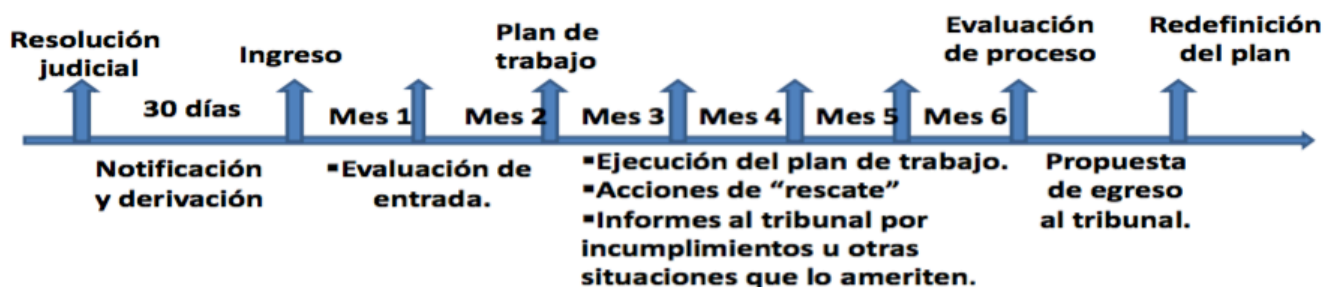 Resolución
judicial
Ingreso
Plan de
trabajo
Evaluación
de proceso
Redefinición
del plan
30 días
Mes 1
Mes 2
Mes 3
Mes 4
Mes 5
Mes 6
Notificación
y derivación
▪Evaluación de
entrada.
▪Ejecución del plan de trabajo.
▪Acciones de “rescate”
▪Informes al tribunal por
incumplimientos u otras
situaciones que lo ameriten.
Propuesta
de egreso
al tribunal.